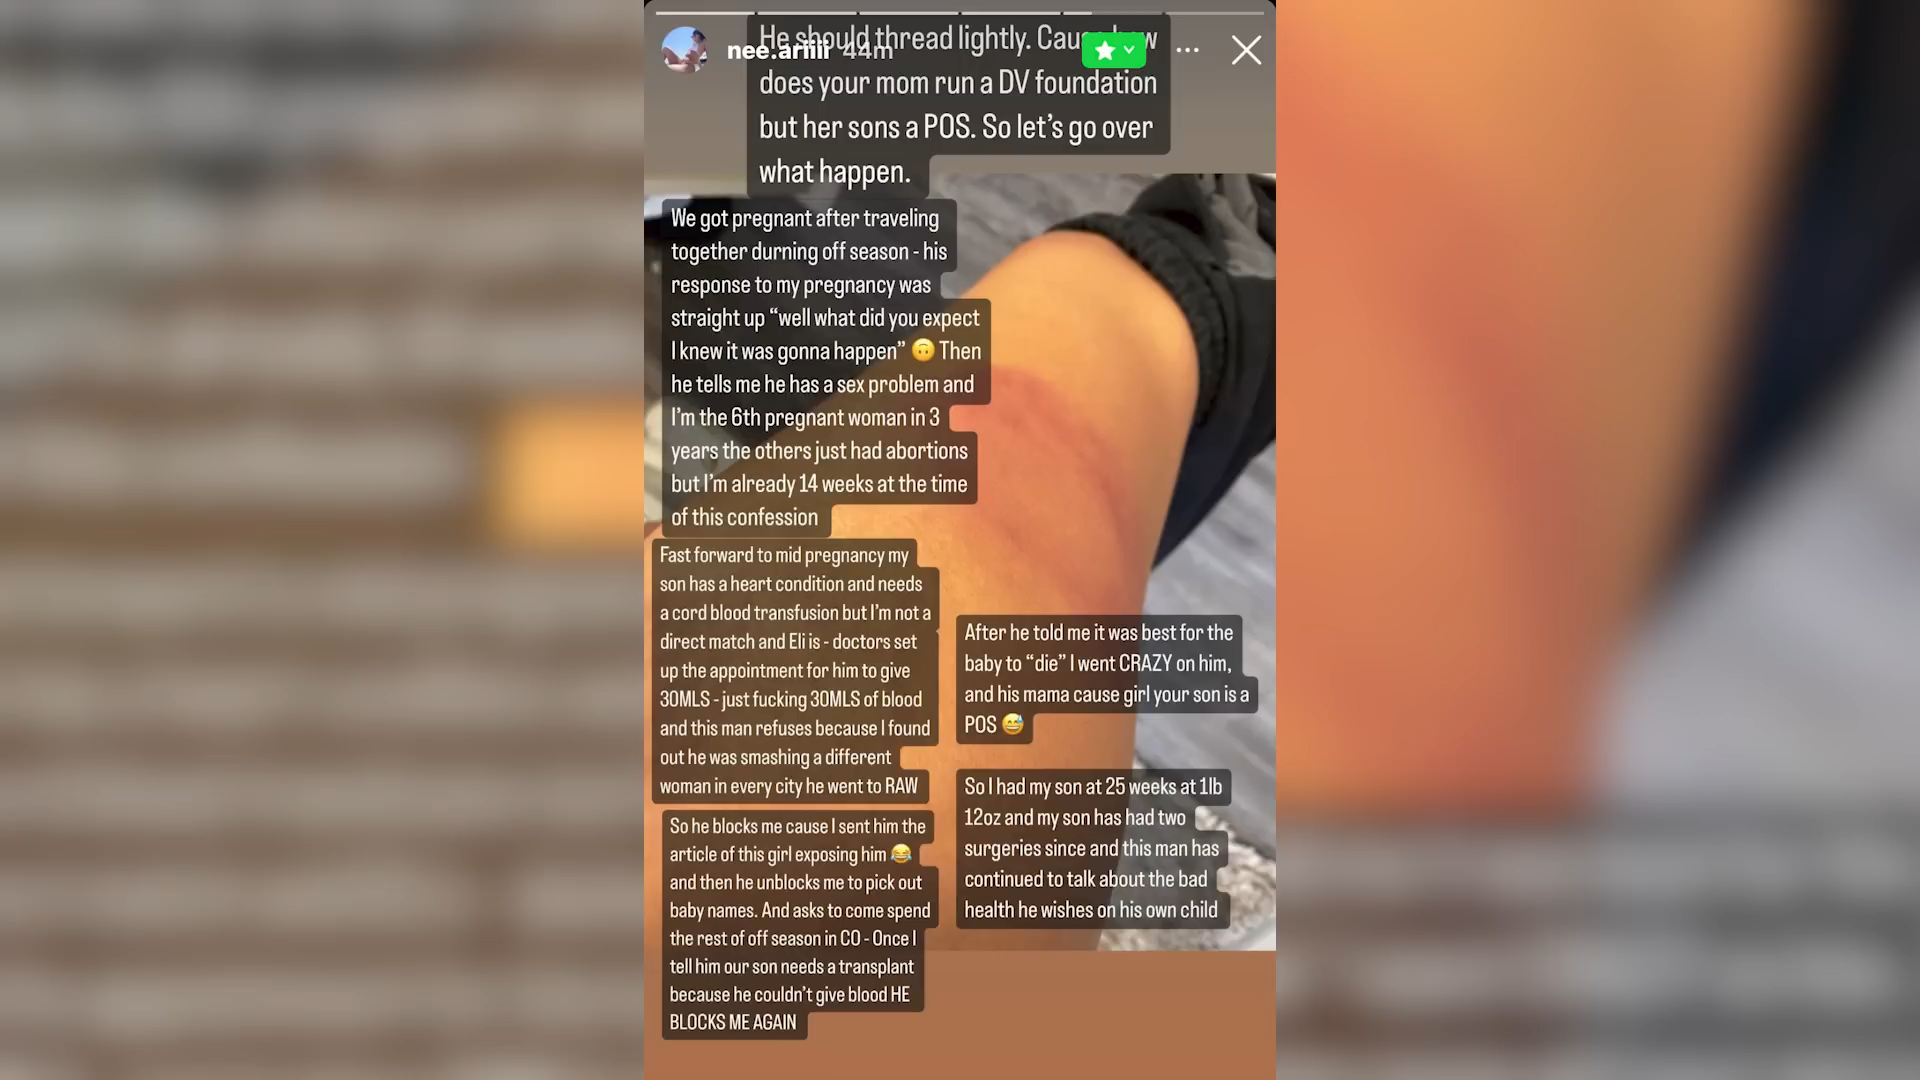 He should thread lightly. Cause how
nee.ariiii 44m
does your mom run a DV foundation
but her sons a POS. So let's go over
what happen.
We got pregnant after traveling
together durning off season - his
response to my pregnancy was
straight up “well what did you expect
I knew it was gonna happen” 🙃 Then
he tells me he has a sex problem and
I'm the 6th pregnant woman in 3
years the others just had abortions
but I'm already 14 weeks at the time
of this confession
Fast forward to mid pregnancy my
son has a heart condition and needs
a cord blood transfusion but I'm not a
direct match and Eli is - doctors set
up the appointment for him to give
30MLS - just fucking 30MLS of blood
and this man refuses because I found
out he was smashing a different
woman in every city he went to RAW
So he blocks me cause I sent him the
article of this girl exposing him 😂
and then he unblocks me to pick out
baby names. And asks to come spend
the rest of off season in CO - Once I
tell him our son needs a transplant
because he couldn't give blood HE
BLOCKS ME AGAIN
After he told me it was best for the
baby to “die” I went CRAZY on him,
and his mama cause girl your son is a
POS 😅
So I had my son at 25 weeks at 1lb
12oz and my son has had two
surgeries since and this man has
continued to talk about the bad
health he wishes on his own child